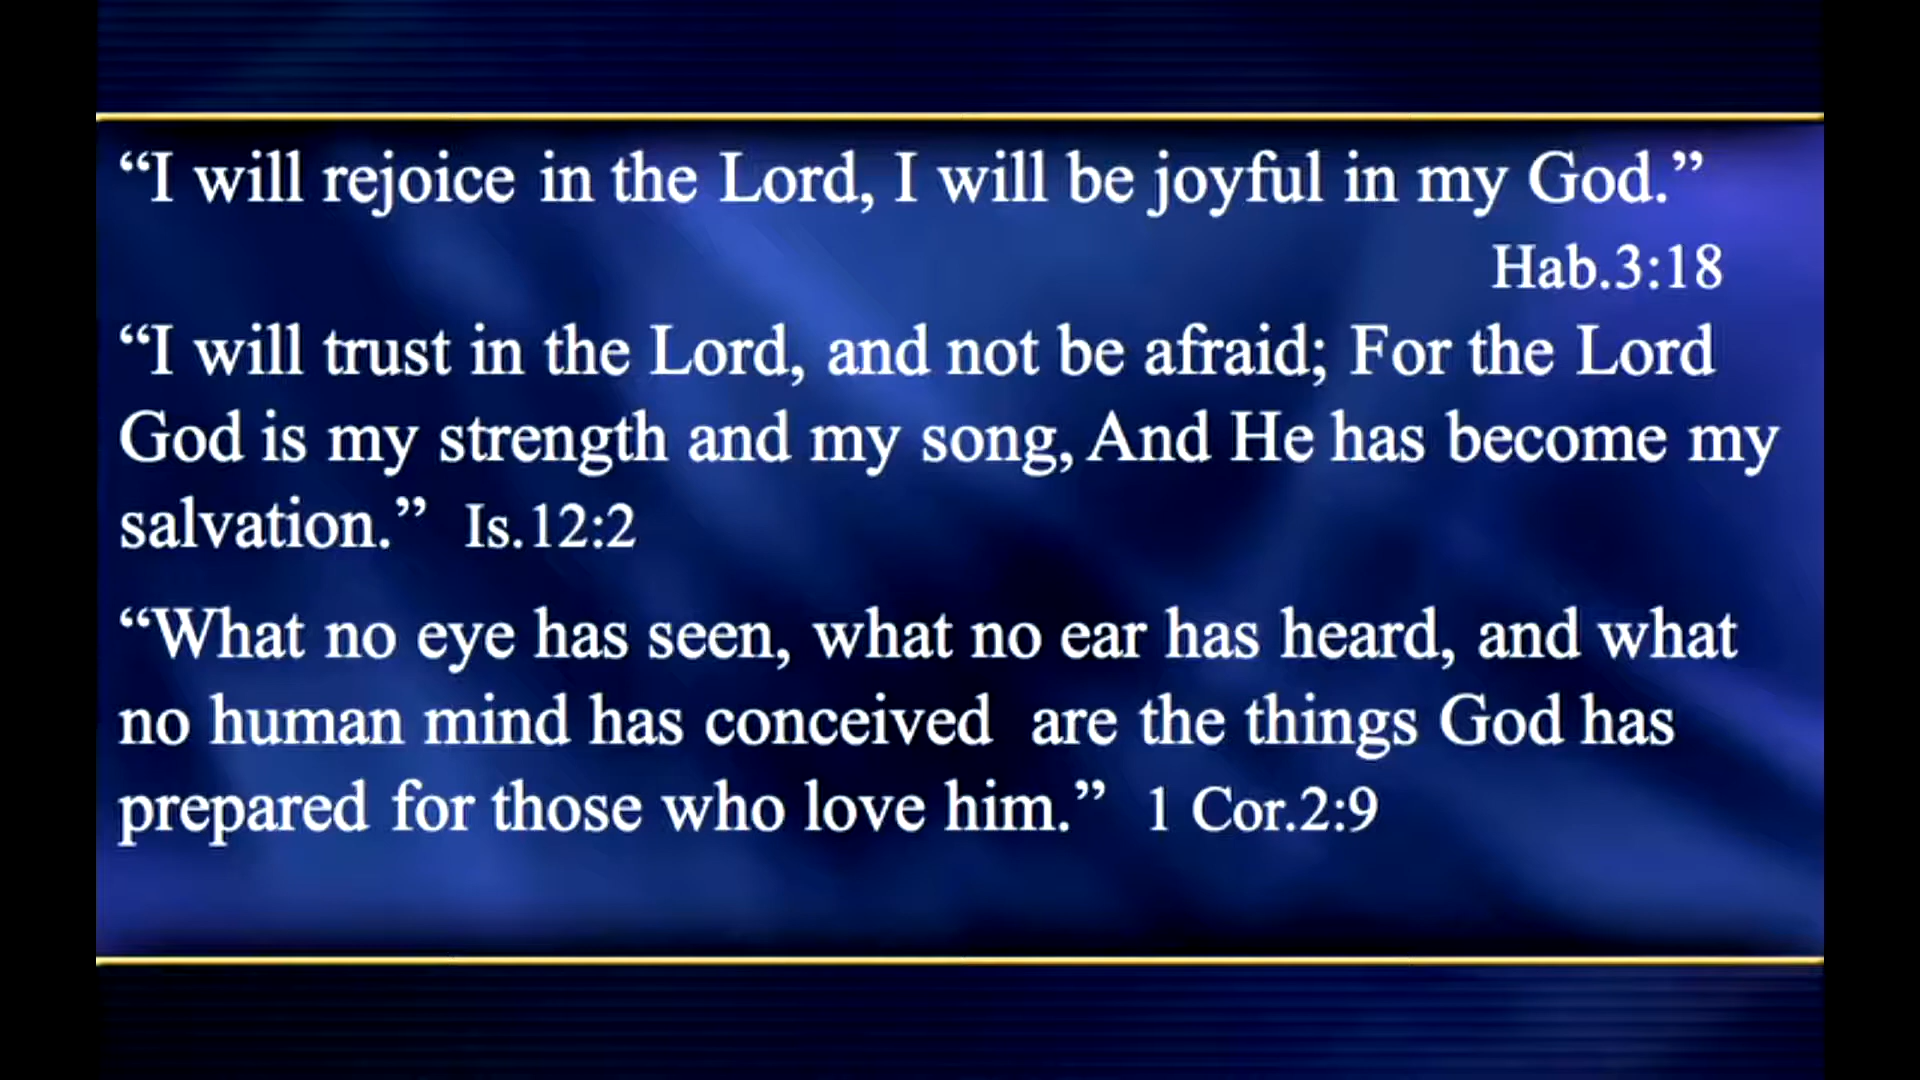 “I will rejoice in the Lord, I will be joyful in my God.”
Hab.3:18
“I will trust in the Lord, and not be afraid; For the Lord
God is my strength and my song, And He has become my
salvation.” Is.12:2
“What no eye has seen, what no ear has heard, and what
no human mind has conceived are the things God has
prepared for those who love him.” 1 Cor.2:9